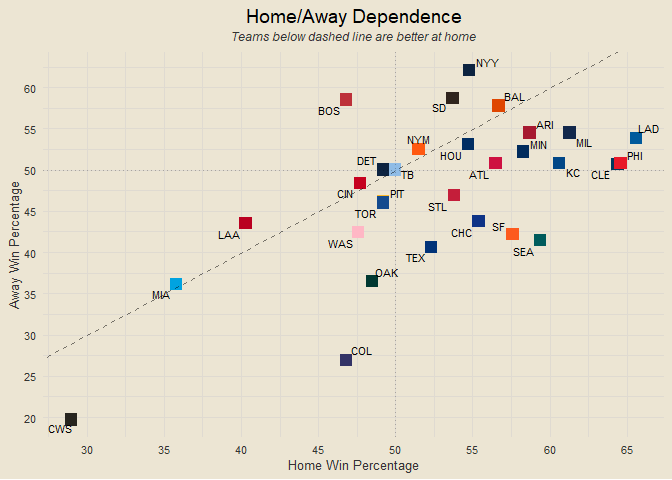 Home/Away Dependence
Teams below dashed line are better at home
NYY
SD
BAL
BOS
ARI
LAD
NYM
MIL
HOU
MIN
PHI
DET
TB
ATL
KC
CLE
CIN
PIT
TOR
STL
LAA
WAS
CHC
SF
SEA
TEX
OAK
MIA
COL
CWS
60
55
50
45
40
35
30
25
20
Away Win Percentage
30
35
40
45
50
55
60
65
Home Win Percentage